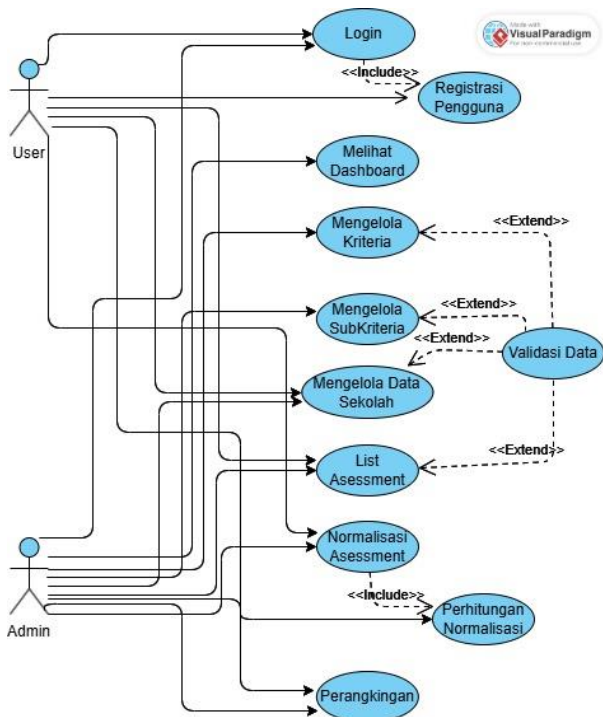 Login
Made with
Visual Paradigm
For non-commercial use
<<Include>>
Registrasi
Pengguna
User
Melihat
Dashboard
Mengelola
Kriteria
<<Extend>>
Mengelola
SubKriteria
<<Extend>>
<<Extend>>
Validasi Data
Mengelola Data
Sekolah
List
Asessment
<<Extend>>
Normalisasi
Asessment
Admin
<<Include>>
Perhitungan
Normalisasi
Perangkingan